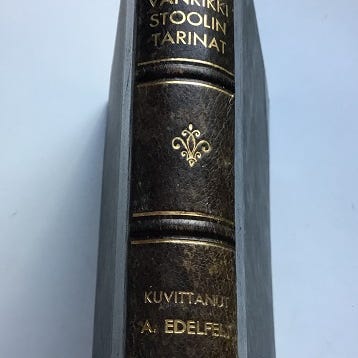 VÄNRIKKI
STOOLIN
TARINAT
KUVITTANUT
A. EDELFELT